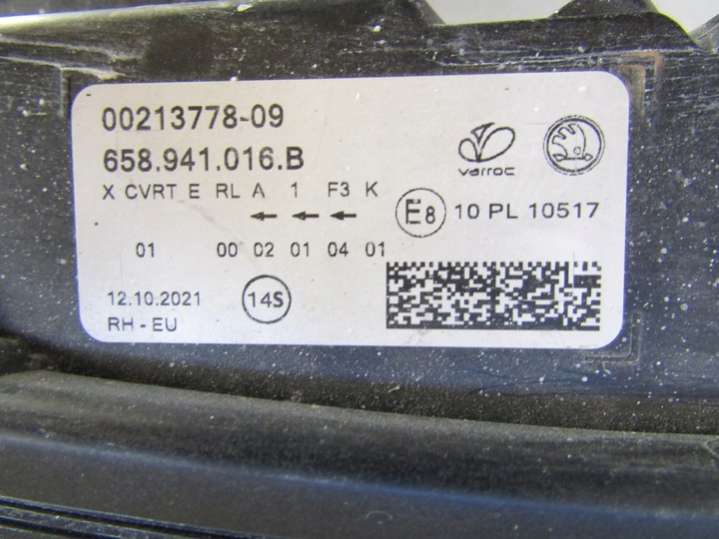 00213778-09
658.941.016.B
varroc
X CVRT E RL A 1 F3 K
← ← ←
E8 10 PL 10517
01 00 02 01 04 01
12.10.2021
14S
RH - EU